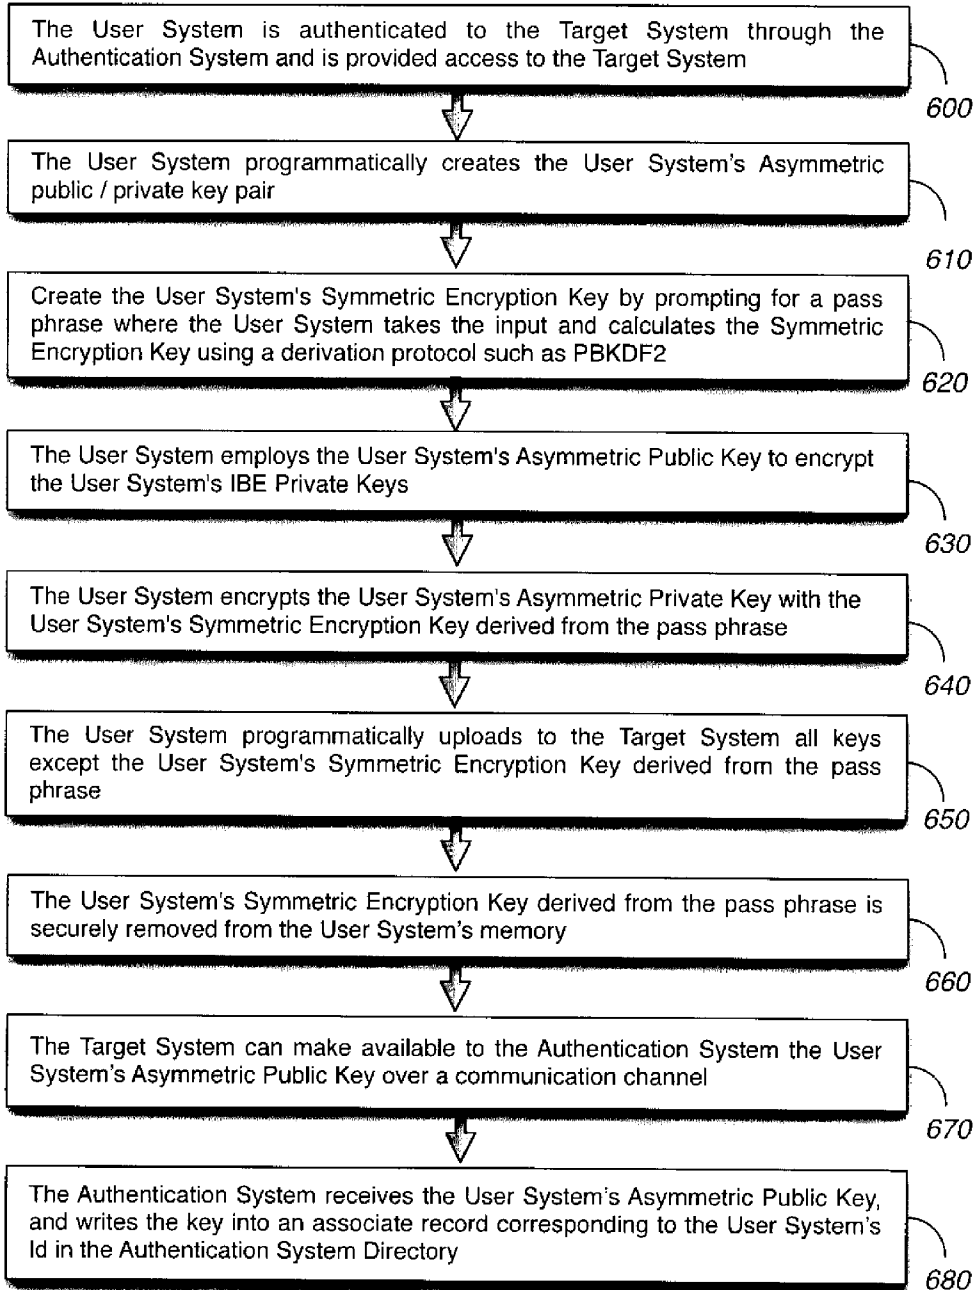 The User System is authenticated to the Target System through the
Authentication System and is provided access to the Target System
600
The User System programmatically creates the User System's Asymmetric
public / private key pair
610
Create the User System's Symmetric Encryption Key by prompting for a pass
phrase where the User System takes the input and calculates the Symmetric
Encryption Key using a derivation protocol such as PBKDF2
620
The User System employs the User System's Asymmetric Public Key to encrypt
the User System's IBE Private Keys
630
The User System encrypts the User System's Asymmetric Private Key with the
User System's Symmetric Encryption Key derived from the pass phrase
640
The User System programmatically uploads to the Target System all keys
except the User System's Symmetric Encryption Key derived from the pass
phrase
650
The User System's Symmetric Encryption Key derived from the pass phrase is
securely removed from the User System's memory
660
The Target System can make available to the Authentication System the User
System's Asymmetric Public Key over a communication channel
670
The Authentication System receives the User System's Asymmetric Public Key,
and writes the key into an associate record corresponding to the User System's
Id in the Authentication System Directory
680